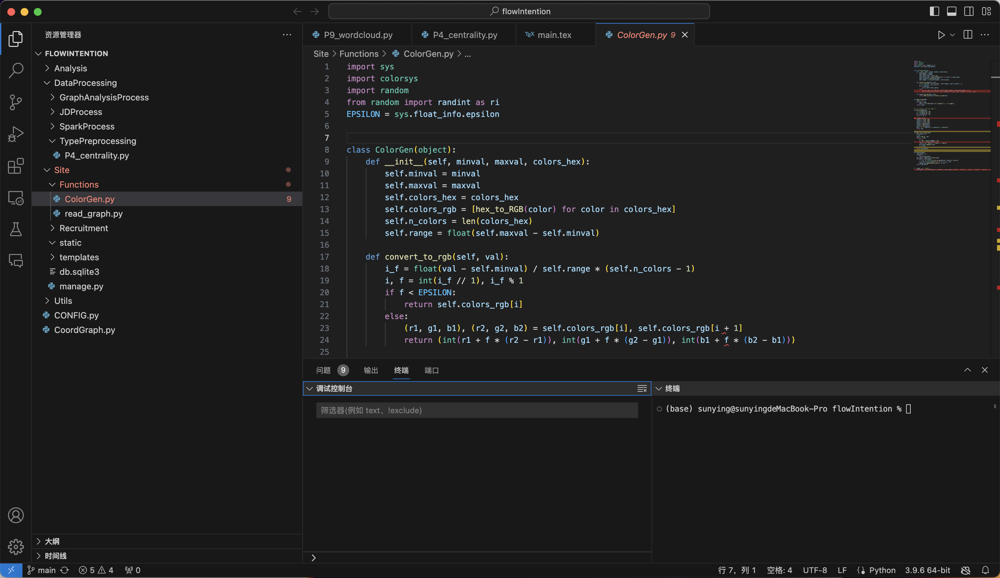 flowIntention
资源管理器
FLOWINTENTION
Analysis
DataProcessing
GraphAnalysisProcess
JDProcess
SparkProcess
TypePreprocessing
P4_centrality.py
Site
Functions
ColorGen.py 9
read_graph.py
Recruitment
static
templates
db.sqlite3
manage.py
Utils
CONFIG.py
CoordGraph.py
大纲
时间线
P9_wordcloud.py
P4_centrality.py
TEX main.tex
ColorGen.py 9
Site > Functions > ColorGen.py > ...
1 import sys
2 import colorsys
3 import random
4 from random import randint as ri
5 EPSILON = sys.float_info.epsilon
6
7
8 class ColorGen(object):
9 def __init__(self, minval, maxval, colors_hex):
10 self.minval = minval
11 self.maxval = maxval
12 self.colors_hex = colors_hex
13 self.colors_rgb = [hex_to_RGB(color) for color in colors_hex]
14 self.n_colors = len(colors_hex)
15 self.range = float(self.maxval - self.minval)
16
17 def convert_to_rgb(self, val):
18 i_f = float(val - self.minval) / self.range * (self.n_colors - 1)
19 i, f = int(i_f // 1), i_f % 1
20 if f < EPSILON:
21 return self.colors_rgb[i]
22 else:
23 (r1, g1, b1), (r2, g2, b2) = self.colors_rgb[i], self.colors_rgb[i + 1]
24 return (int(r1 + f * (r2 - r1)), int(g1 + f * (g2 - g1)), int(b1 + f * (b2 - b1)))
25
问题 9 输出 终端 端口
调试控制台
筛选器(例如 text、!exclude)
终端
(base) sunying@sunyingdeMacBook-Pro flowIntention %
main 5 4 0
行 7，列 1 空格: 4 UTF-8 LF Python 3.9.6 64-bit